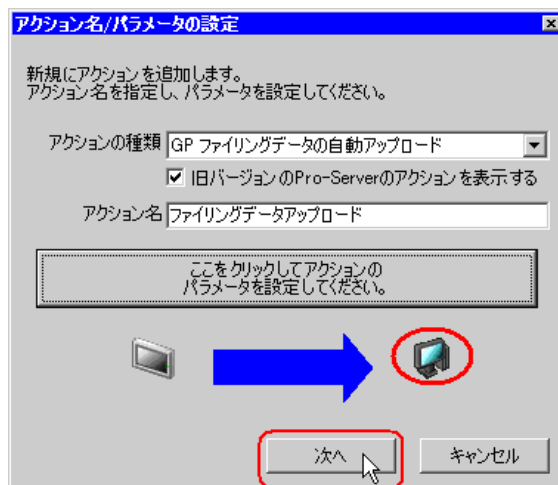 アクション名/パラメータの設定
新規にアクションを追加します。
アクション名を指定し、パラメータを設定してください。
アクションの種類 GP ファイリングデータの自動アップロード
旧バージョンのPro-Serverのアクションを表示する
アクション名 ファイリングデータアップロード
ここをクリックしてアクションの
パラメータを設定してください。
次へ キャンセル